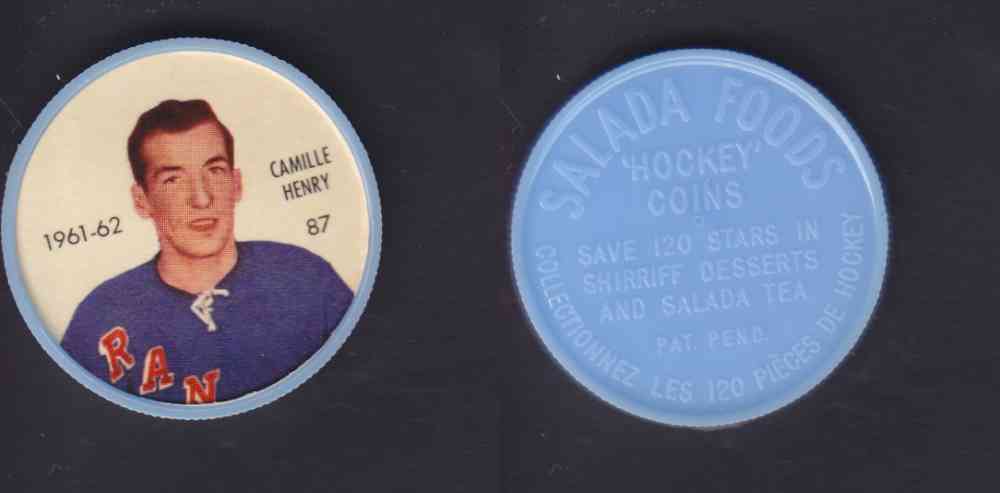 CAMILLE
HENRY
1961-62
87
RAN
SALADA FOODS
'HOCKEY'
COINS
SAVE 120 STARS IN
SHIRRIFF DESSERTS
AND SALADA TEA
PAT. PEND.
COLLECTIONNEZ LES 120 PIÈCES DE HOCKEY